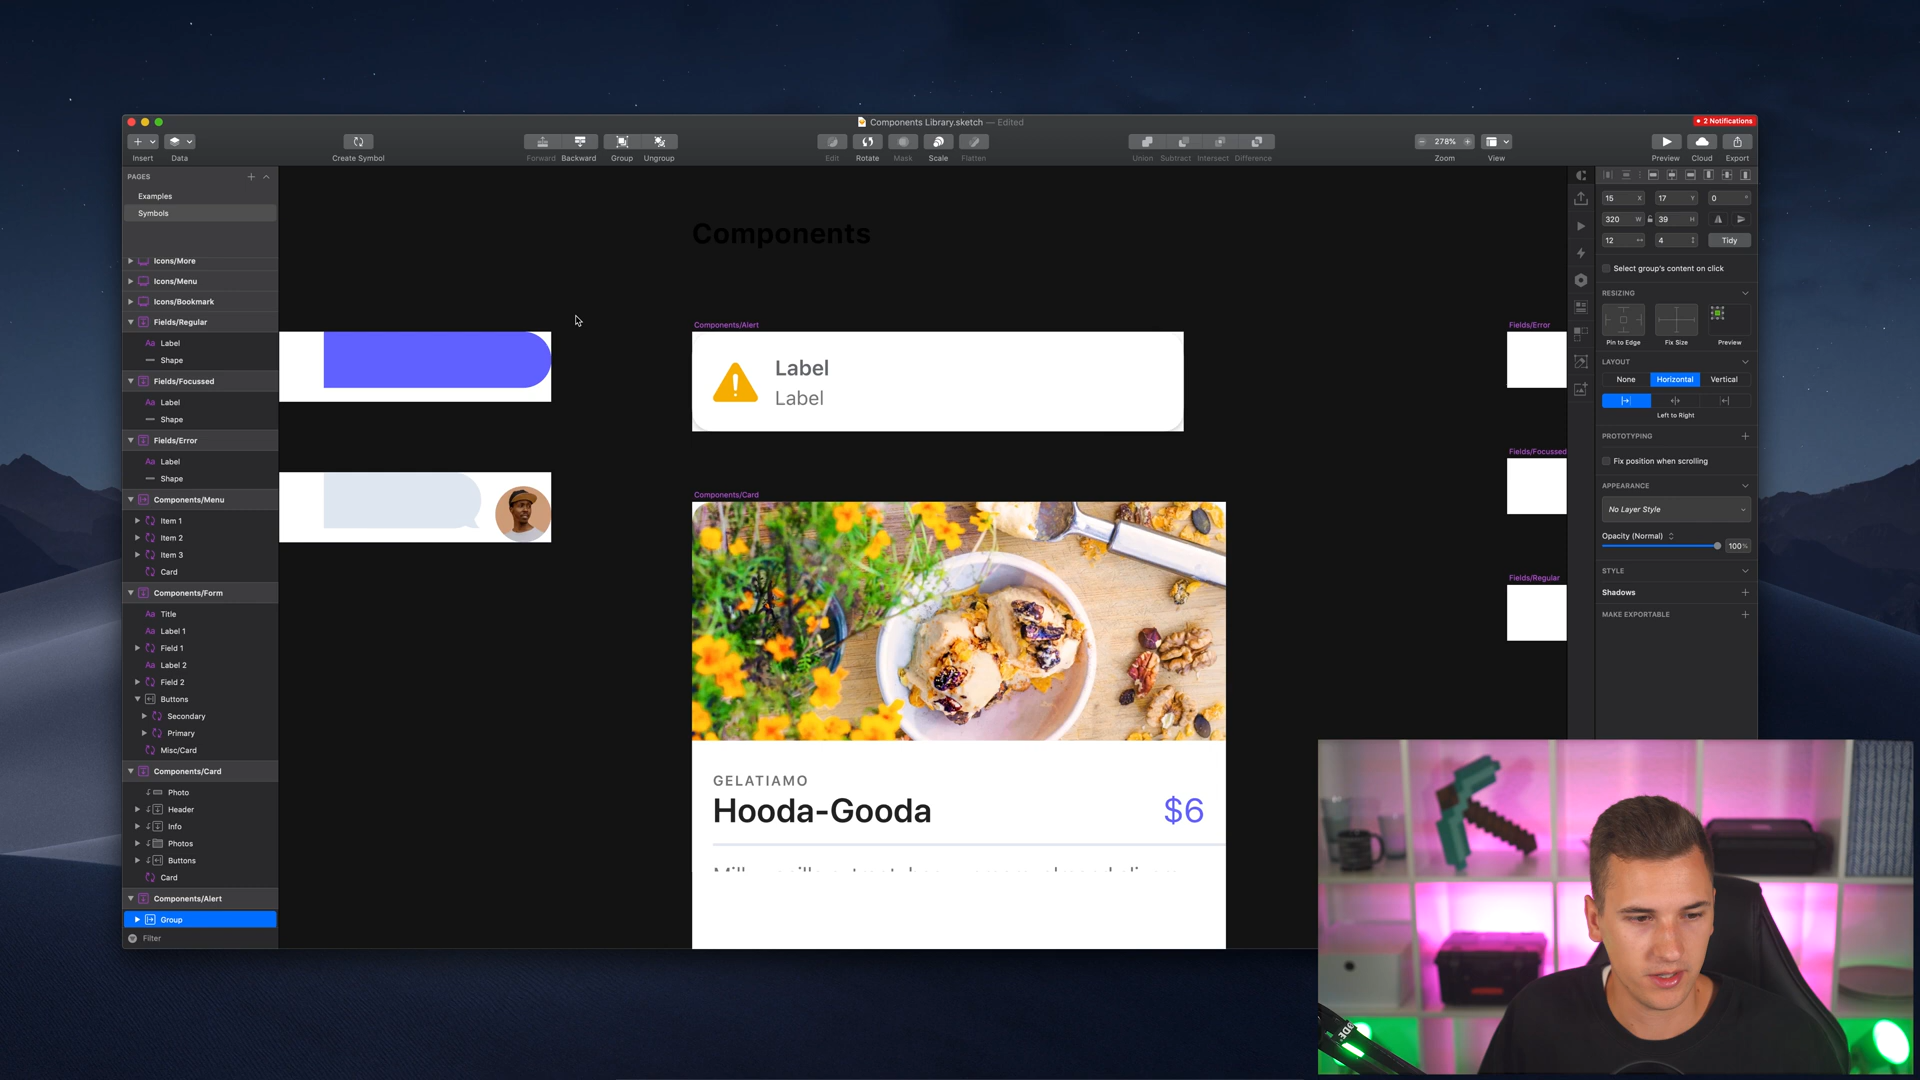 Components Library.sketch — Edited
2 Notifications
Insert
Data
Create Symbol
Forward
Backward
Group
Ungroup
Edit
Rotate
Mask
Scale
Flatten
Union
Subtract
Intersect
Difference
278%
Zoom
View
Preview
Cloud
Export
PAGES
Examples
Symbols
Icons/More
Icons/Menu
Icons/Bookmark
Fields/Regular
Aa Label
Shape
Fields/Focussed
Aa Label
Shape
Fields/Error
Aa Label
Shape
Components/Menu
Item 1
Item 2
Item 3
Card
Components/Form
Aa Title
Aa Label 1
Field 1
Aa Label 2
Field 2
Buttons
Secondary
Primary
Misc/Card
Components/Card
Photo
Header
Info
Photos
Buttons
Card
Components/Alert
Group
Filter
Components
Components/Alert
Label
Label
Components/Card
GELATIAMO
Hooda-Gooda
$6
Fields/Error
Fields/Focussed
Fields/Regular
15 X
17 Y
0 °
320 W
39 H
12
4
Tidy
Select group's content on click
RESIZING
Pin to Edge
Fix Size
Preview
LAYOUT
None
Horizontal
Vertical
Left to Right
PROTOTYPING
Fix position when scrolling
APPEARANCE
No Layer Style
Opacity (Normal)
100%
STYLE
Shadows
MAKE EXPORTABLE